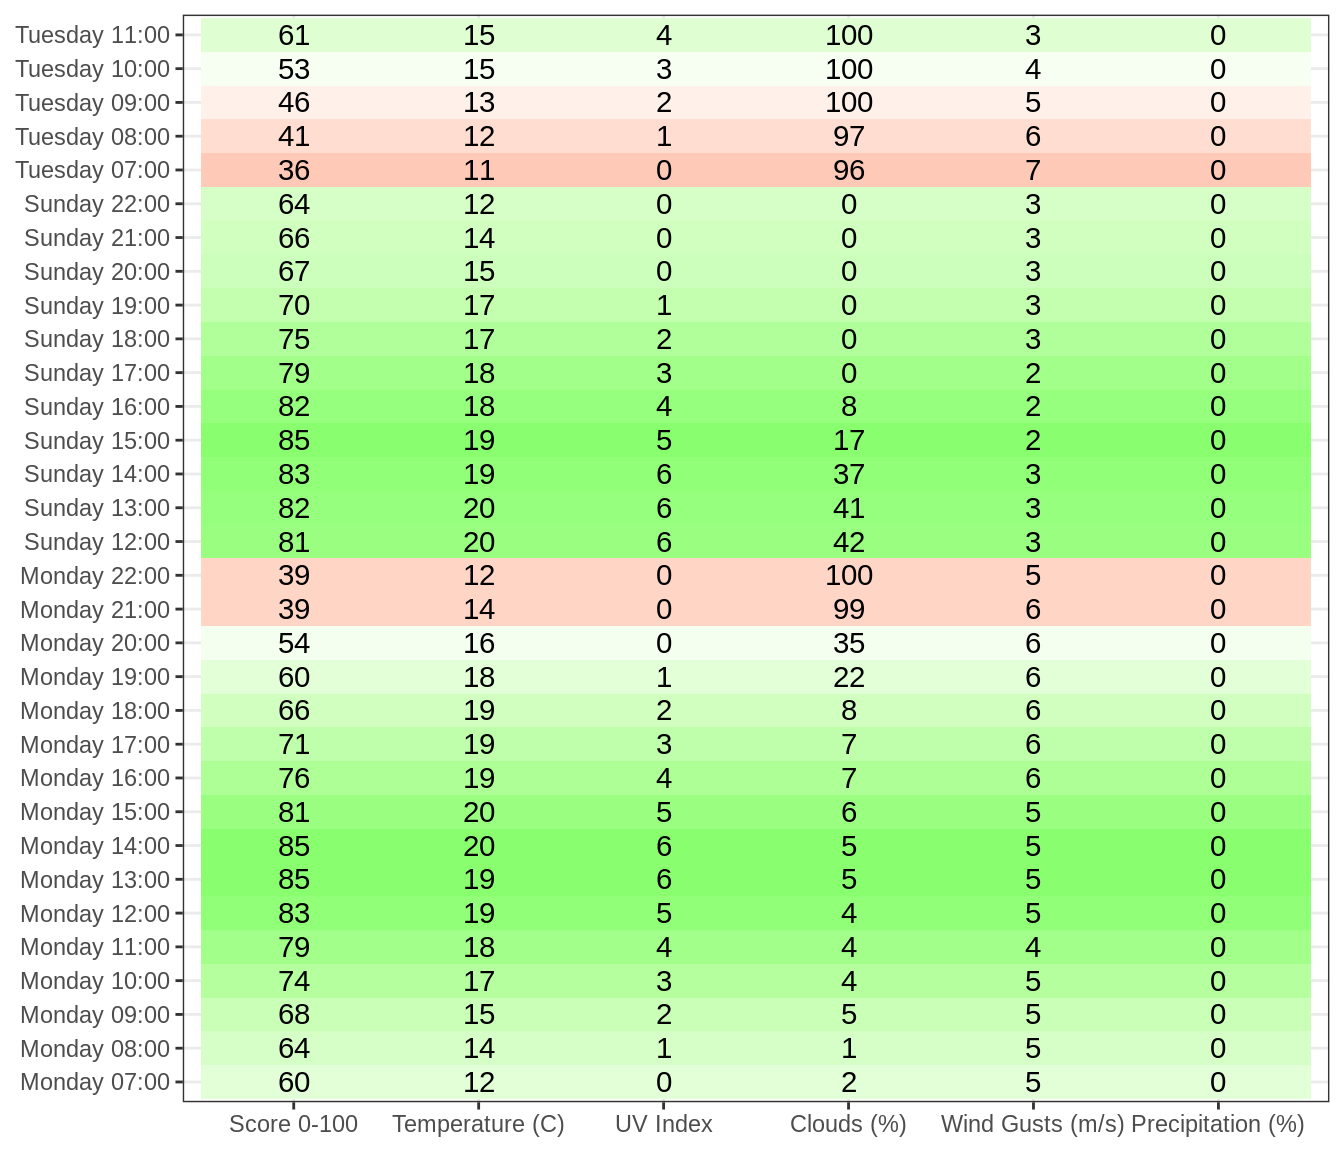 Tuesday 11:00 61 15 4 100 3 0
Tuesday 10:00 53 15 3 100 4 0
Tuesday 09:00 46 13 2 100 5 0
Tuesday 08:00 41 12 1 97 6 0
Tuesday 07:00 36 11 0 96 7 0
Sunday 22:00 64 12 0 0 3 0
Sunday 21:00 66 14 0 0 3 0
Sunday 20:00 67 15 0 0 3 0
Sunday 19:00 70 17 1 0 3 0
Sunday 18:00 75 17 2 0 3 0
Sunday 17:00 79 18 3 0 2 0
Sunday 16:00 82 18 4 8 2 0
Sunday 15:00 85 19 5 17 2 0
Sunday 14:00 83 19 6 37 3 0
Sunday 13:00 82 20 6 41 3 0
Sunday 12:00 81 20 6 42 3 0
Monday 22:00 39 12 0 100 5 0
Monday 21:00 39 14 0 99 6 0
Monday 20:00 54 16 0 35 6 0
Monday 19:00 60 18 1 22 6 0
Monday 18:00 66 19 2 8 6 0
Monday 17:00 71 19 3 7 6 0
Monday 16:00 76 19 4 7 6 0
Monday 15:00 81 20 5 6 5 0
Monday 14:00 85 20 6 5 5 0
Monday 13:00 85 19 6 5 5 0
Monday 12:00 83 19 5 4 5 0
Monday 11:00 79 18 4 4 4 0
Monday 10:00 74 17 3 4 5 0
Monday 09:00 68 15 2 5 5 0
Monday 08:00 64 14 1 1 5 0
Monday 07:00 60 12 0 2 5 0
Score 0-100 Temperature (C) UV Index Clouds (%) Wind Gusts (m/s) Precipitation (%)